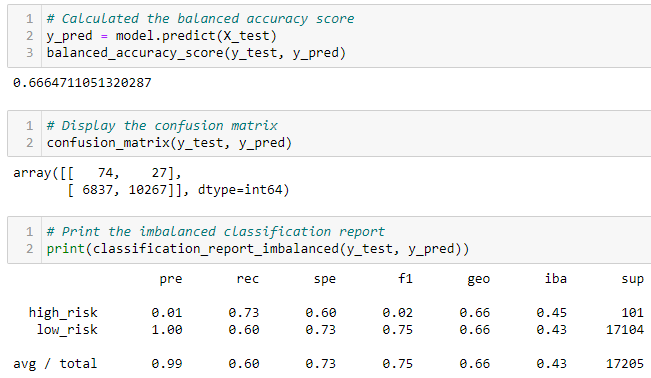 1 # Calculated the balanced accuracy score
2 y_pred = model.predict(X_test)
3 balanced_accuracy_score(y_test, y_pred)
0.6664711051320287
1 # Display the confusion matrix
2 confusion_matrix(y_test, y_pred)
array([[   74,    27],
       [ 6837, 10267]], dtype=int64)
1 # Print the imbalanced classification report
2 print(classification_report_imbalanced(y_test, y_pred))
pre rec spe f1 geo iba sup
high_risk 0.01 0.73 0.60 0.02 0.66 0.45 101
low_risk 1.00 0.60 0.73 0.75 0.66 0.43 17104
avg / total 0.99 0.60 0.73 0.75 0.66 0.43 17205